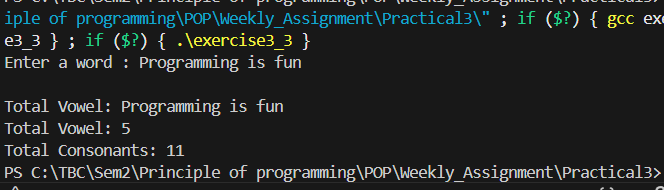 iple of programming\POP\Weekly_Assignment\Practical3\" ; if ($?) { gcc exe
e3_3 } ; if ($?) { .\exercise3_3 }
Enter a word : Programming is fun
Total Vowel: Programming is fun
Total Vowel: 5
Total Consonants: 11
PS C:\TBC\Sem2\Principle of programming\POP\Weekly_Assignment\Practical3>